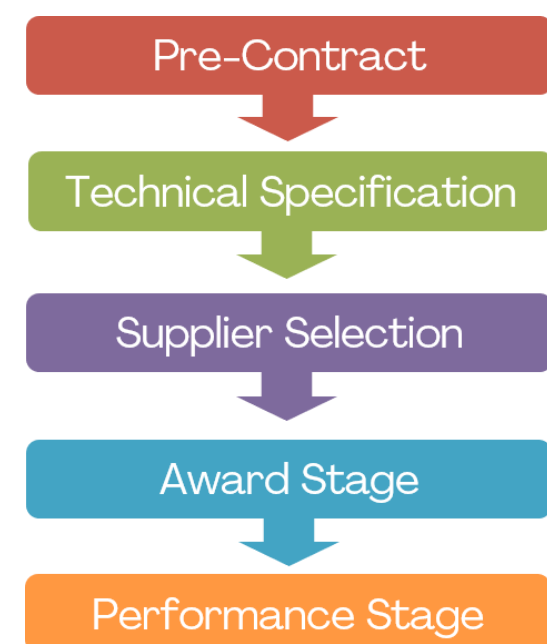 Pre-Contract
Technical Specification
Supplier Selection
Award Stage
Performance Stage